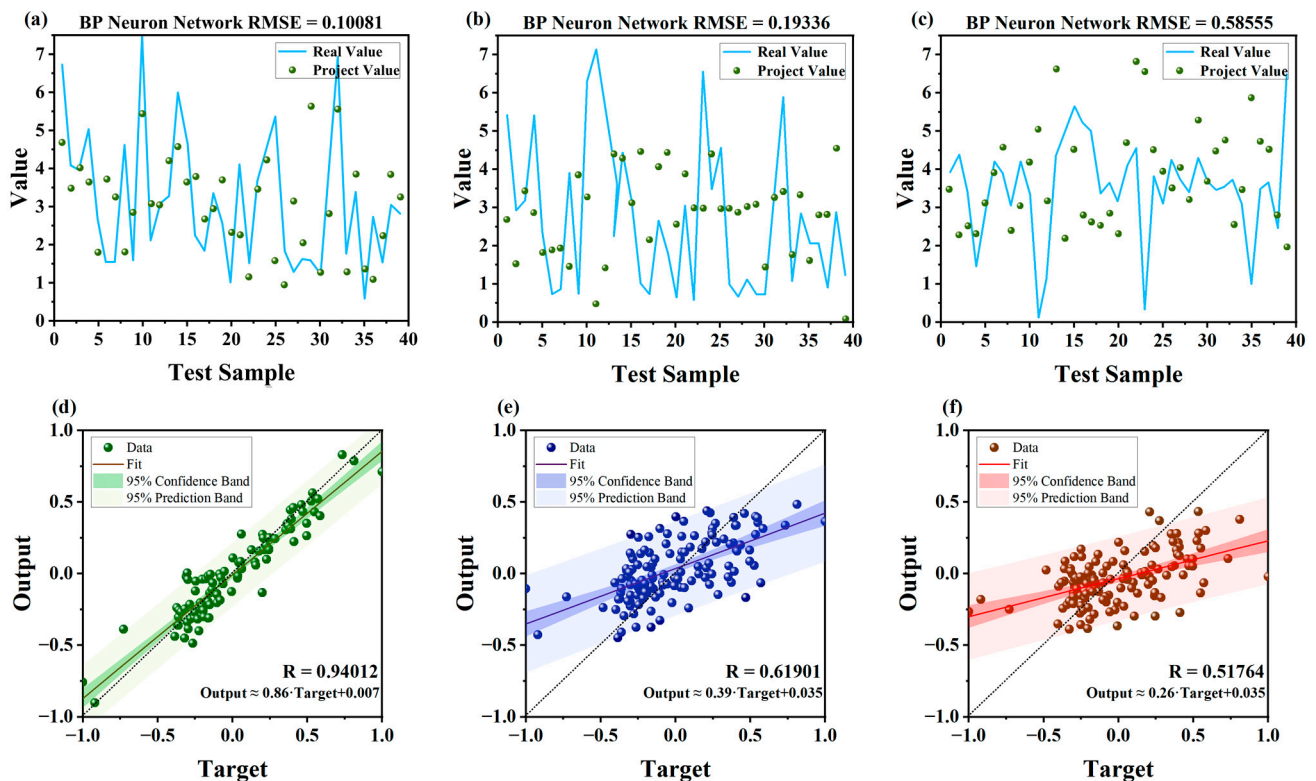 BP Neuron Network RMSE = 0.10081
(a)
7
6
5
4
3
2
1
0
Value
Real Value
Project Value
0 5 10 15 20 25 30 35 40
Test Sample
BP Neuron Network RMSE = 0.19336
(b)
7
6
5
4
3
2
1
0
Value
Real Value
Project Value
0 5 10 15 20 25 30 35 40
Test Sample
BP Neuron Network RMSE = 0.58555
(c)
7
6
5
4
3
2
1
0
Value
Real Value
Project Value
0 5 10 15 20 25 30 35 40
Test Sample
(d)
1.0
0.5
0.0
−0.5
−1.0
Output
Data
Fit
95% Confidence Band
95% Prediction Band
R = 0.94012
Output ≈ 0.86·Target+0.007
−1.0 −0.5 0.0 0.5 1.0
Target
(e)
1.0
0.5
0.0
−0.5
−1.0
Output
Data
Fit
95% Confidence Band
95% Prediction Band
R = 0.61901
Output ≈ 0.39·Target+0.035
−1.0 −0.5 0.0 0.5 1.0
Target
(f)
1.0
0.5
0.0
−0.5
−1.0
Output
Data
Fit
95% Confidence Band
95% Prediction Band
R = 0.51764
Output ≈ 0.26·Target+0.035
−1.0 −0.5 0.0 0.5 1.0
Target